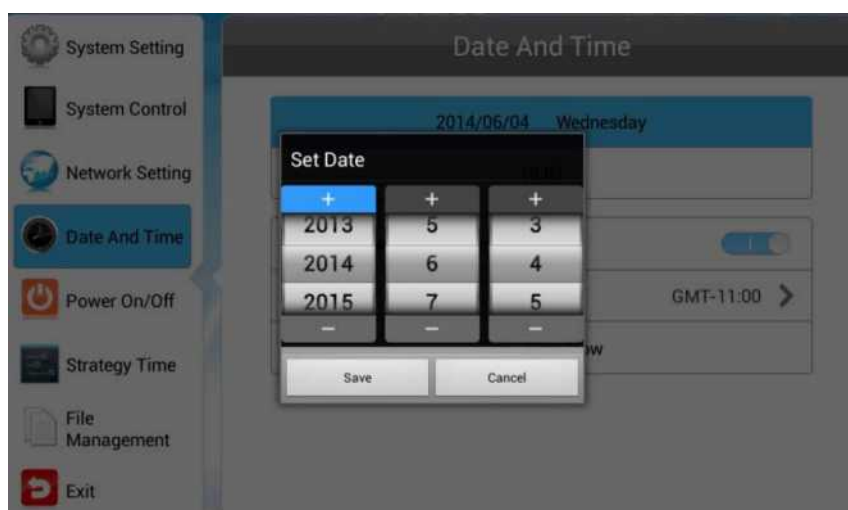 System Setting
Date And Time
System Control
2014/06/04 Wednesday
Set Date
Network Setting
+ + +
2013 5 3
Date And Time
2014 6 4
2015 7 5
Power On/Off
GMT-11:00
- - -
Strategy Time
Save Cancel
File
Management
Exit